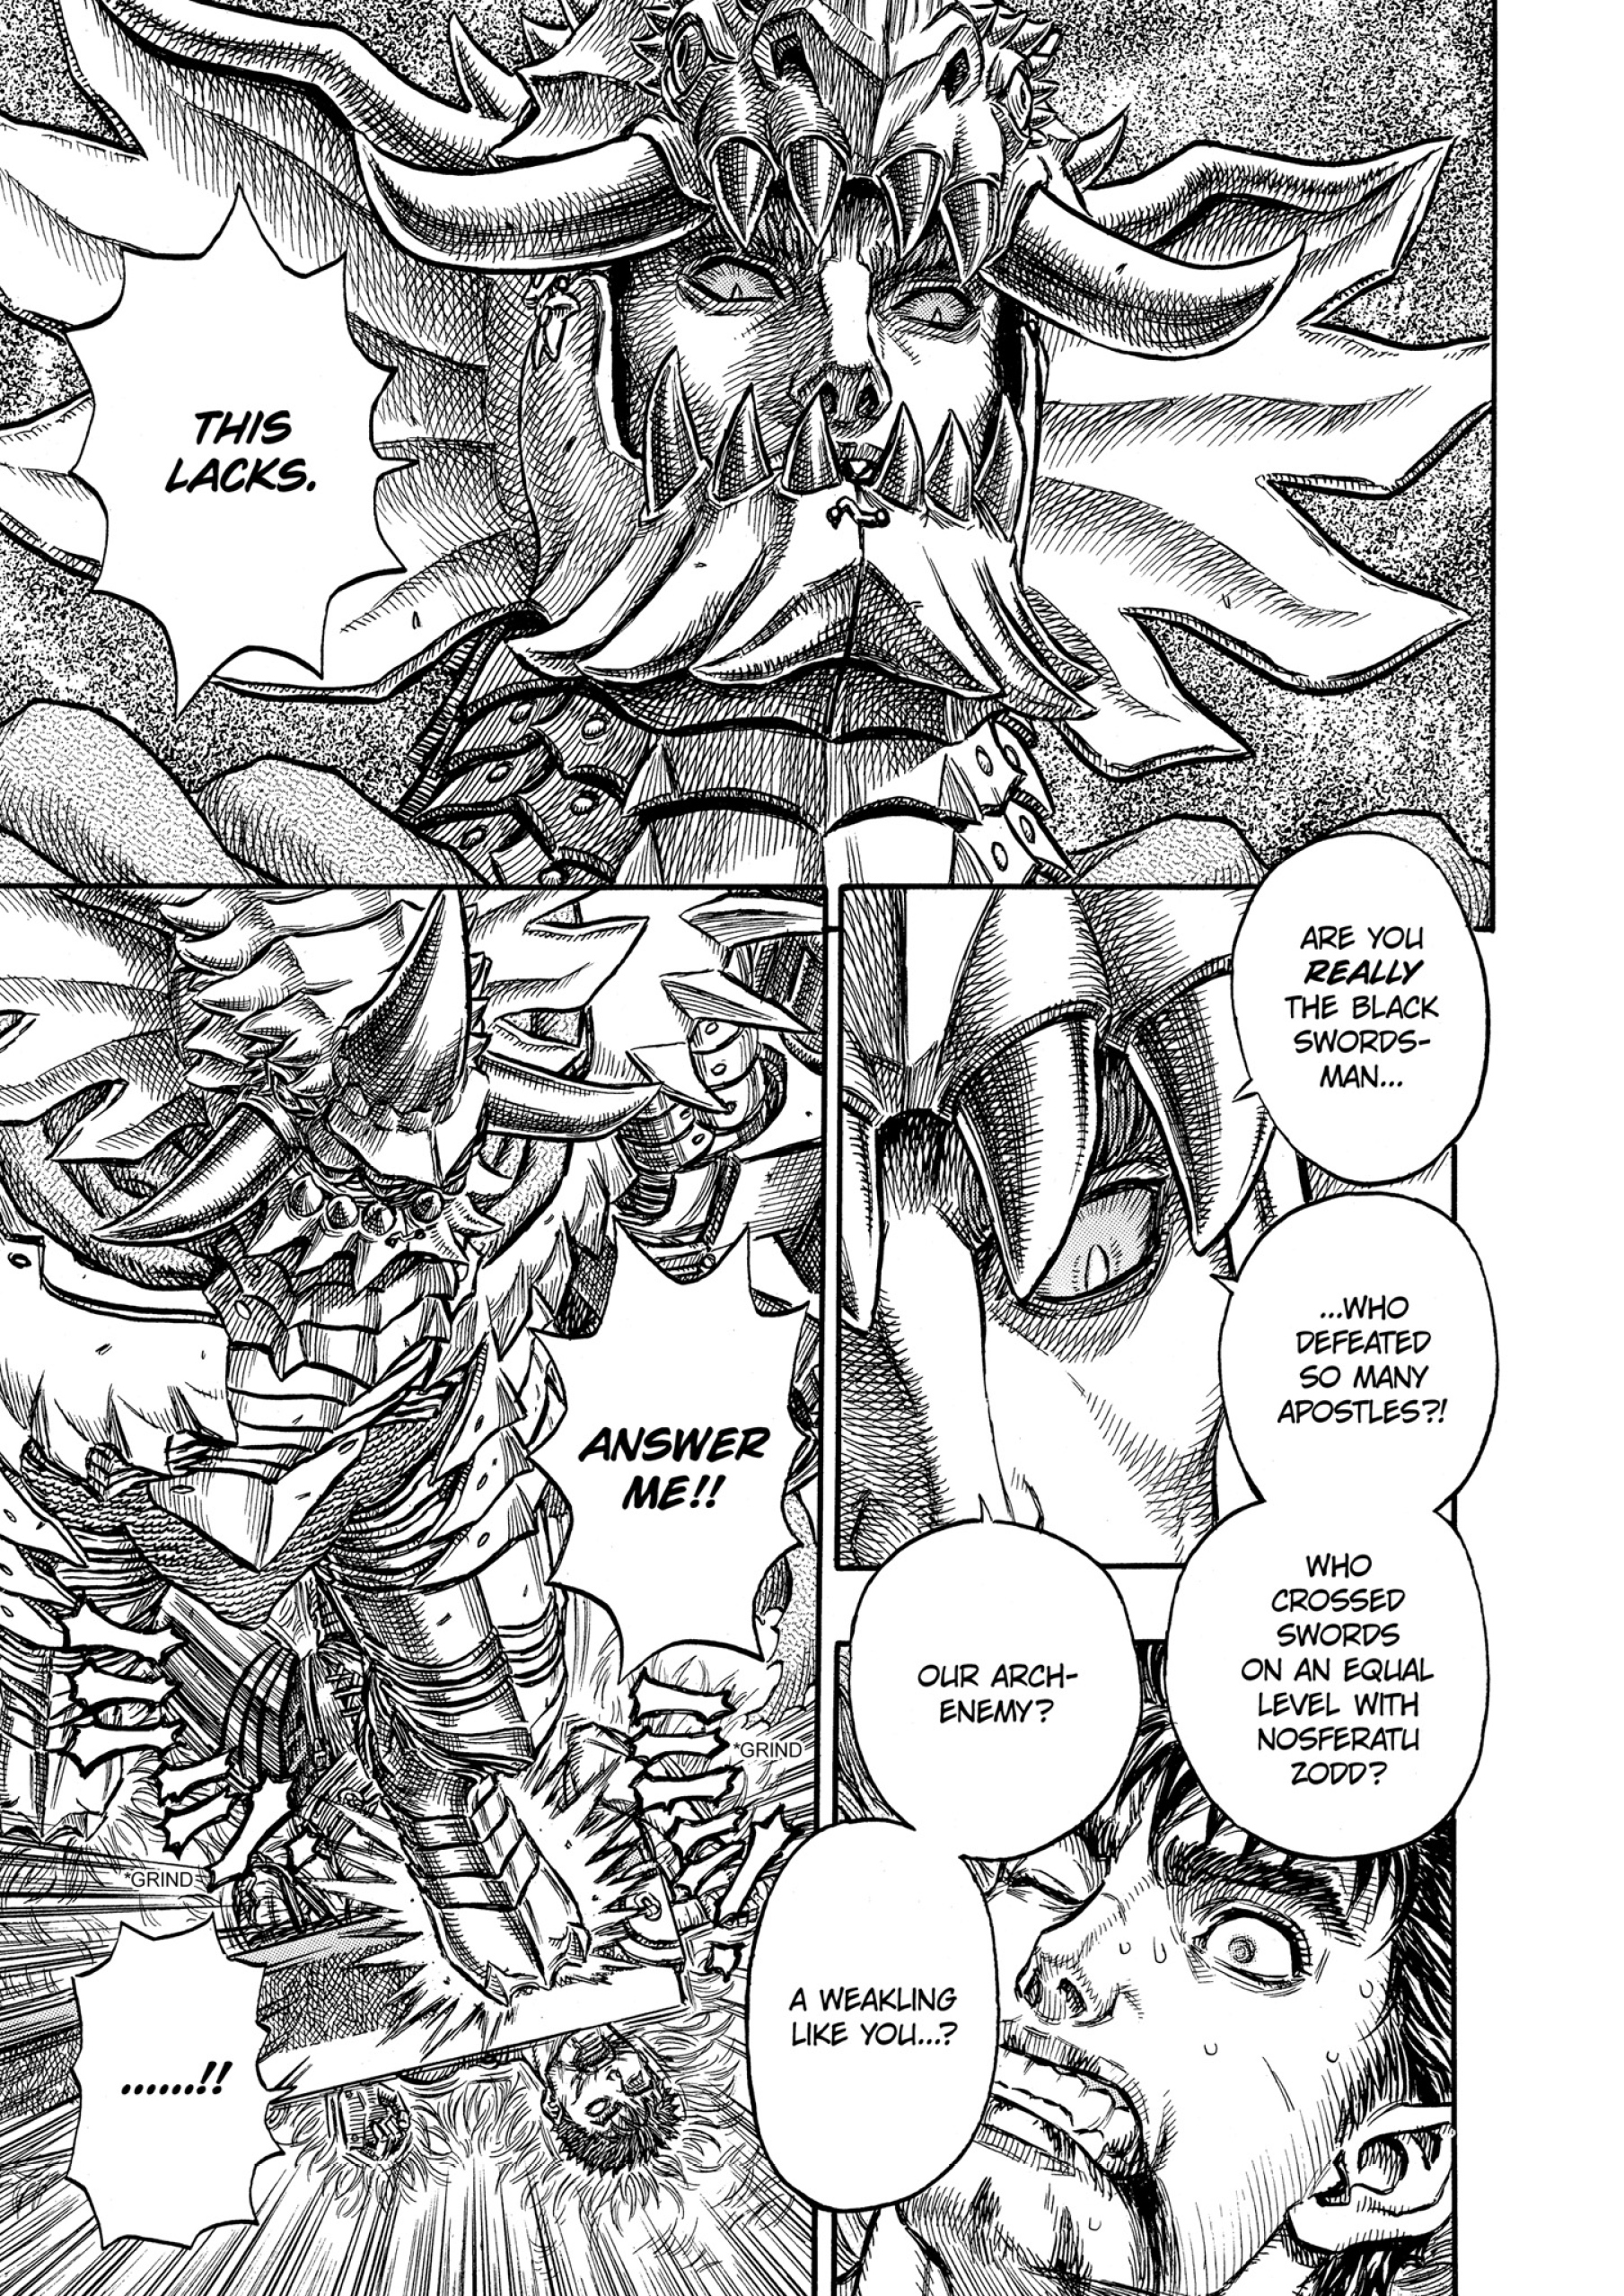 THIS
LACKS.
ARE YOU
REALLY
THE BLACK
SWORDS-
MAN...
...WHO
DEFEATED
SO MANY
APOSTLES?!
WHO
CROSSED
SWORDS
ON AN EQUAL
LEVEL WITH
NOSFERATU
ZODD?
OUR ARCH-
ENEMY?
A WEAKLING
LIKE YOU...?
ANSWER
ME!!
*GRIND
*GRIND
......!!